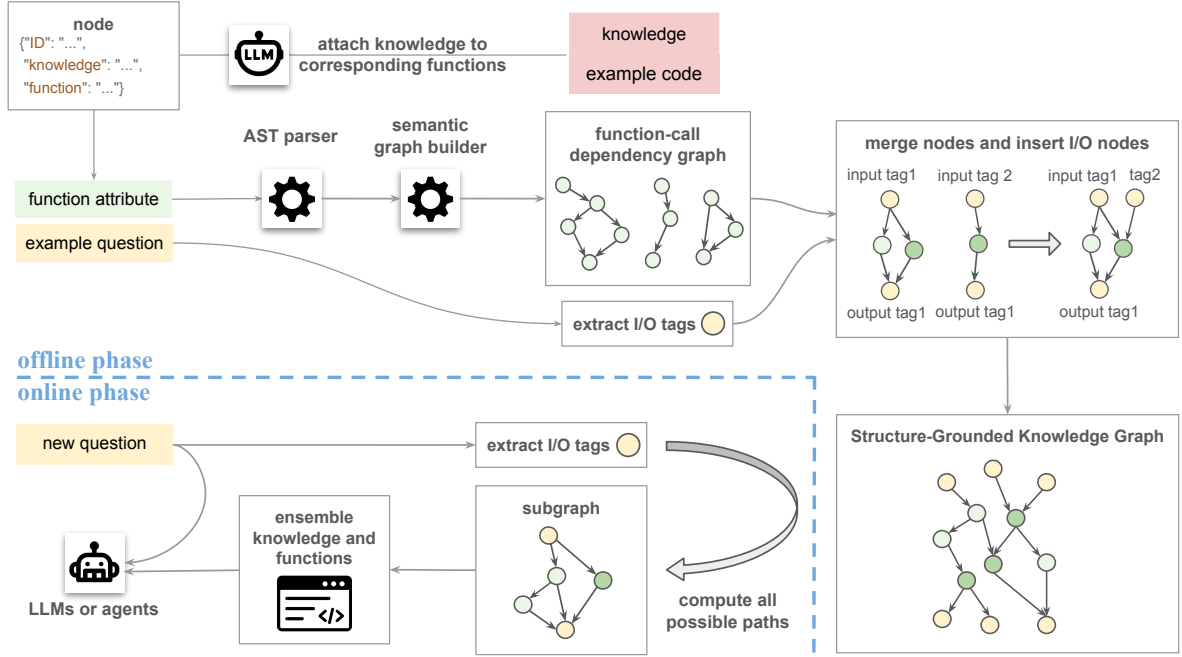 node
{"ID": "...",
"knowledge": "...",
"function": "..."}
LLM
attach knowledge to
corresponding functions
knowledge
example code
function attribute
example question
AST parser
semantic
graph builder
function-call
dependency graph
extract I/O tags
merge nodes and insert I/O nodes
input tag1
input tag 2
input tag1
tag2
output tag1
output tag1
output tag1
offline phase
online phase
new question
extract I/O tags
LLMs or agents
ensemble
knowledge and
functions
</>
subgraph
compute all
possible paths
Structure-Grounded Knowledge Graph